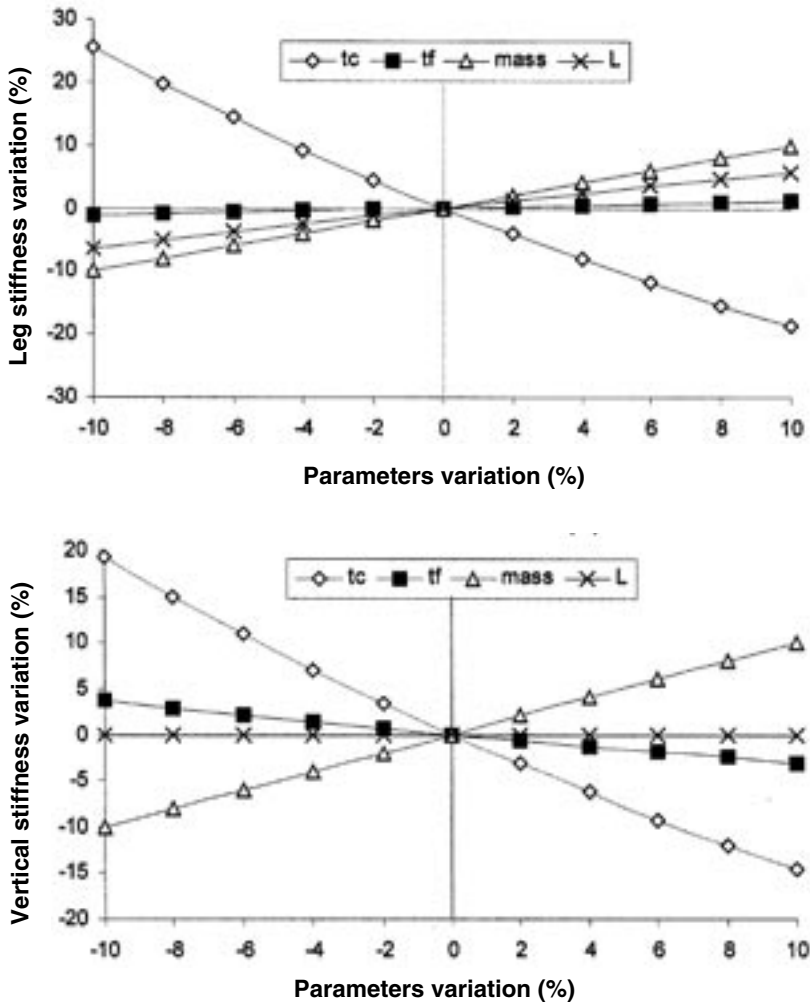 Leg stiffness variation (%)
30
20
10
0
-10
-20
-30
tc tf mass L
-10 -8 -6 -4 -2 0 2 4 6 8 10
Parameters variation (%)
Vertical stiffness variation (%)
20
15
10
5
0
-5
-10
-15
-20
tc tf mass L
-10 -8 -6 -4 -2 0 2 4 6 8 10
Parameters variation (%)